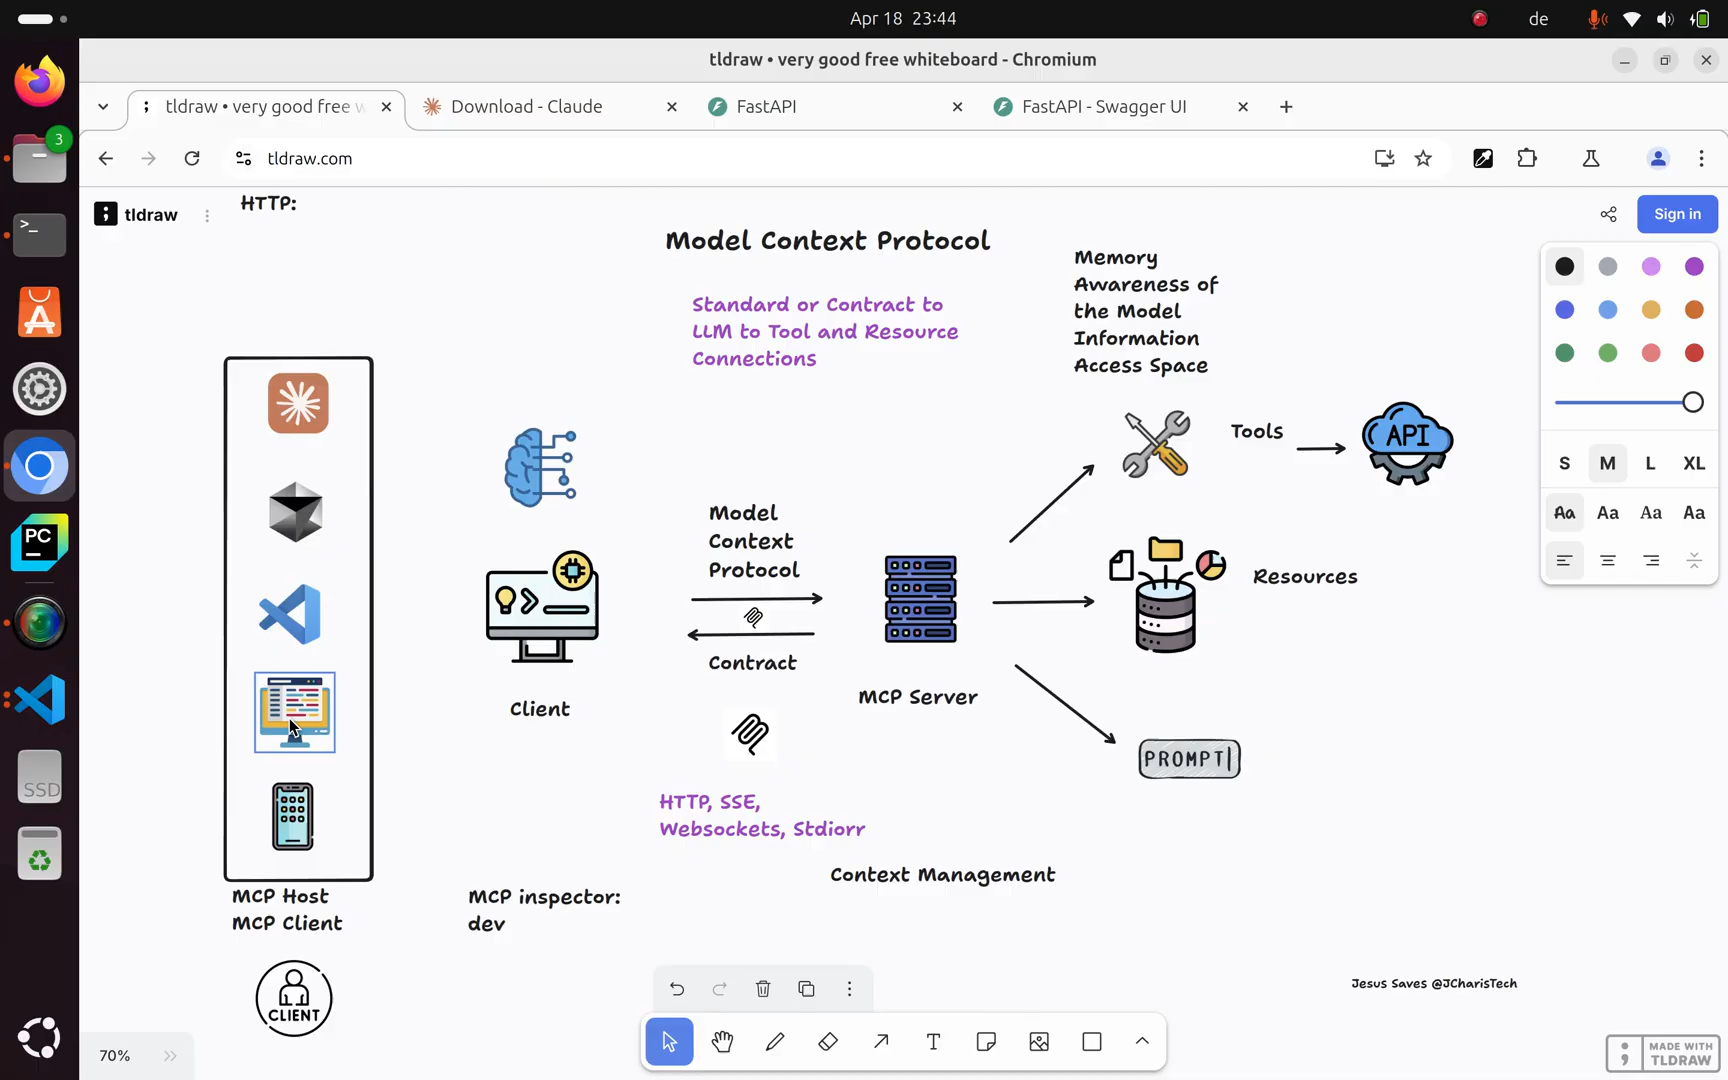 Apr 18 23:44
de
tldraw • very good free whiteboard - Chromium
tldraw • very good free w
Download - Claude
FastAPI
FastAPI - Swagger UI
3
tldraw.com
tldraw
HTTP:
Sign in
Model Context Protocol
Standard or Contract to
LLM to Tool and Resource
Connections
Memory
Awareness of
the Model
Information
Access Space
Tools
API
S M L XL
Aa Aa Aa Aa
Model
Context
Protocol
Contract
Client
MCP Server
Resources
PROMPT|
HTTP, SSE,
Websockets, Stdiorr
Context Management
MCP Host
MCP Client
MCP inspector:
dev
CLIENT
Jesus Saves @JCharisTech
PC
SSD
70%
MADE WITH
TLDRAW